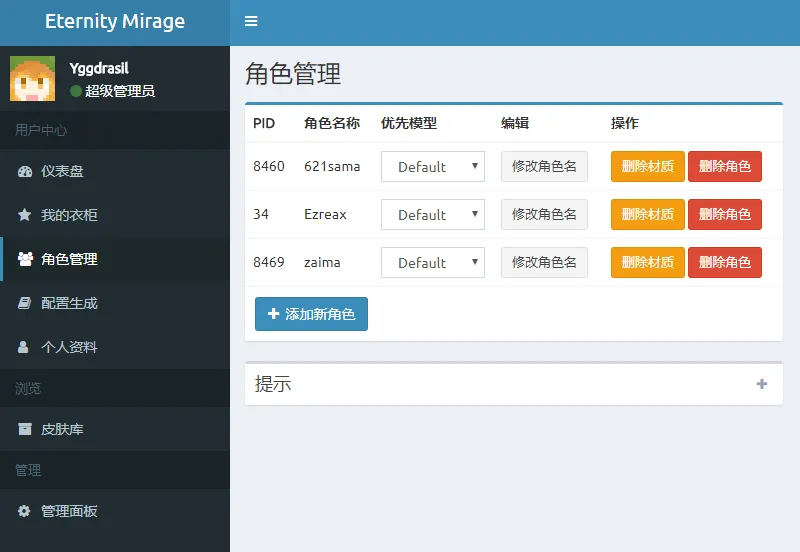 Eternity Mirage
Yggdrasil
超级管理员
用户中心
仪表盘
我的衣柜
角色管理
配置生成
个人资料
浏览
皮肤库
管理
管理面板
角色管理
PID 角色名称 优先模型 编辑 操作
8460 621sama Default 修改角色名 删除材质 删除角色
34 Ezreax Default 修改角色名 删除材质 删除角色
8469 zaima Default 修改角色名 删除材质 删除角色
添加新角色
提示